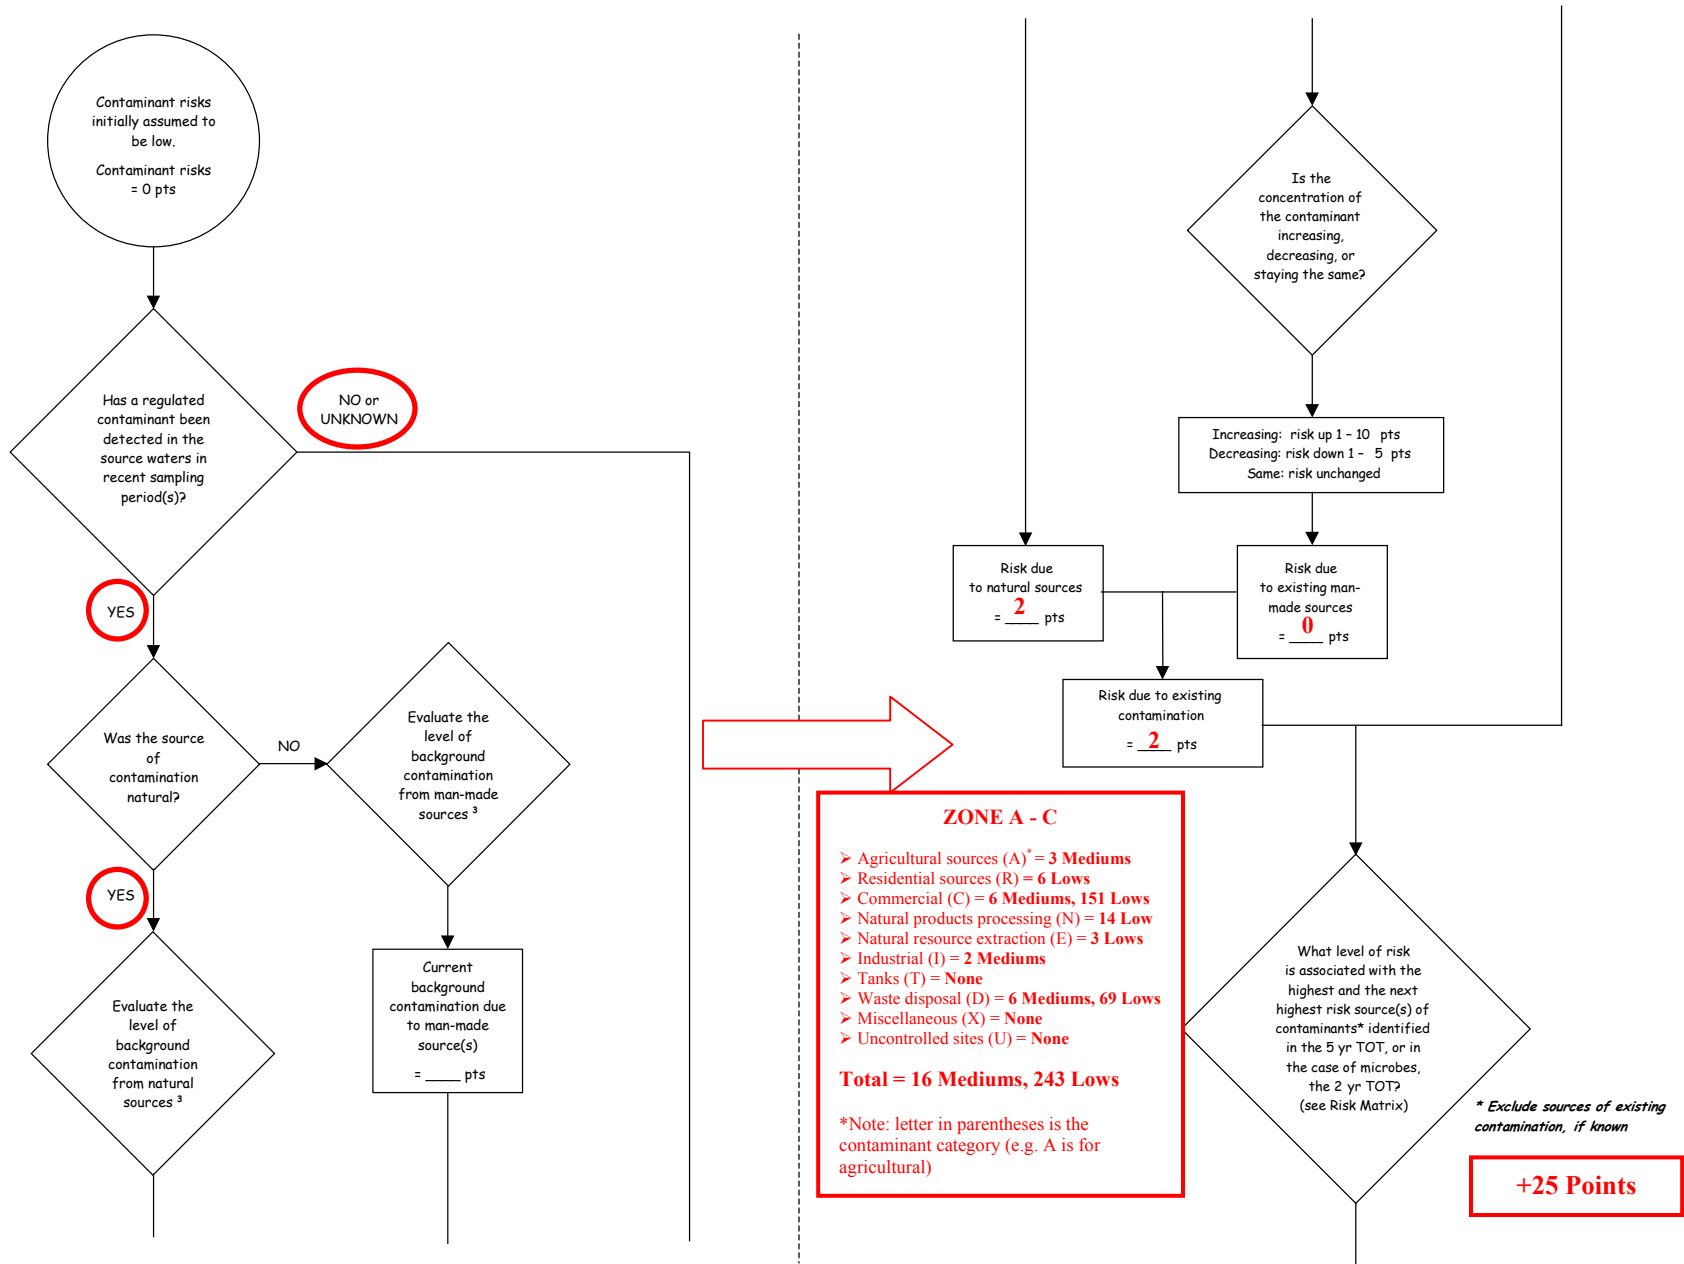 Contaminant risks
initially assumed to
be low.
Contaminant risks
= 0 pts
Has a regulated
contaminant been
detected in the
source waters in
recent sampling
period(s)?
NO or
UNKNOWN
YES
Was the source
of
contamination
natural?
NO
Evaluate the
level of
background
contamination
from man-made
sources ³
YES
Evaluate the
level of
background
contamination
from natural
sources ³
Current
background
contamination due
to man-made
source(s)
= ____ pts
Is the
concentration of
the contaminant
increasing,
decreasing, or
staying the same?
Increasing: risk up 1 – 10 pts
Decreasing: risk down 1 – 5 pts
Same: risk unchanged
Risk due
to natural sources
2
= ____ pts
Risk due
to existing man-
made sources
0
= ____ pts
Risk due to existing
contamination
= 2 pts
ZONE A - C
➢ Agricultural sources (A)* = 3 Mediums
➢ Residential sources (R) = 6 Lows
➢ Commercial (C) = 6 Mediums, 151 Lows
➢ Natural products processing (N) = 14 Low
➢ Natural resource extraction (E) = 3 Lows
➢ Industrial (I) = 2 Mediums
➢ Tanks (T) = None
➢ Waste disposal (D) = 6 Mediums, 69 Lows
➢ Miscellaneous (X) = None
➢ Uncontrolled sites (U) = None
Total = 16 Mediums, 243 Lows
*Note: letter in parentheses is the
contaminant category (e.g. A is for
agricultural)
What level of risk
is associated with the
highest and the next
highest risk source(s) of
contaminants* identified
in the 5 yr TOT, or in
the case of microbes,
the 2 yr TOT?
(see Risk Matrix)
* Exclude sources of existing
contamination, if known
+25 Points